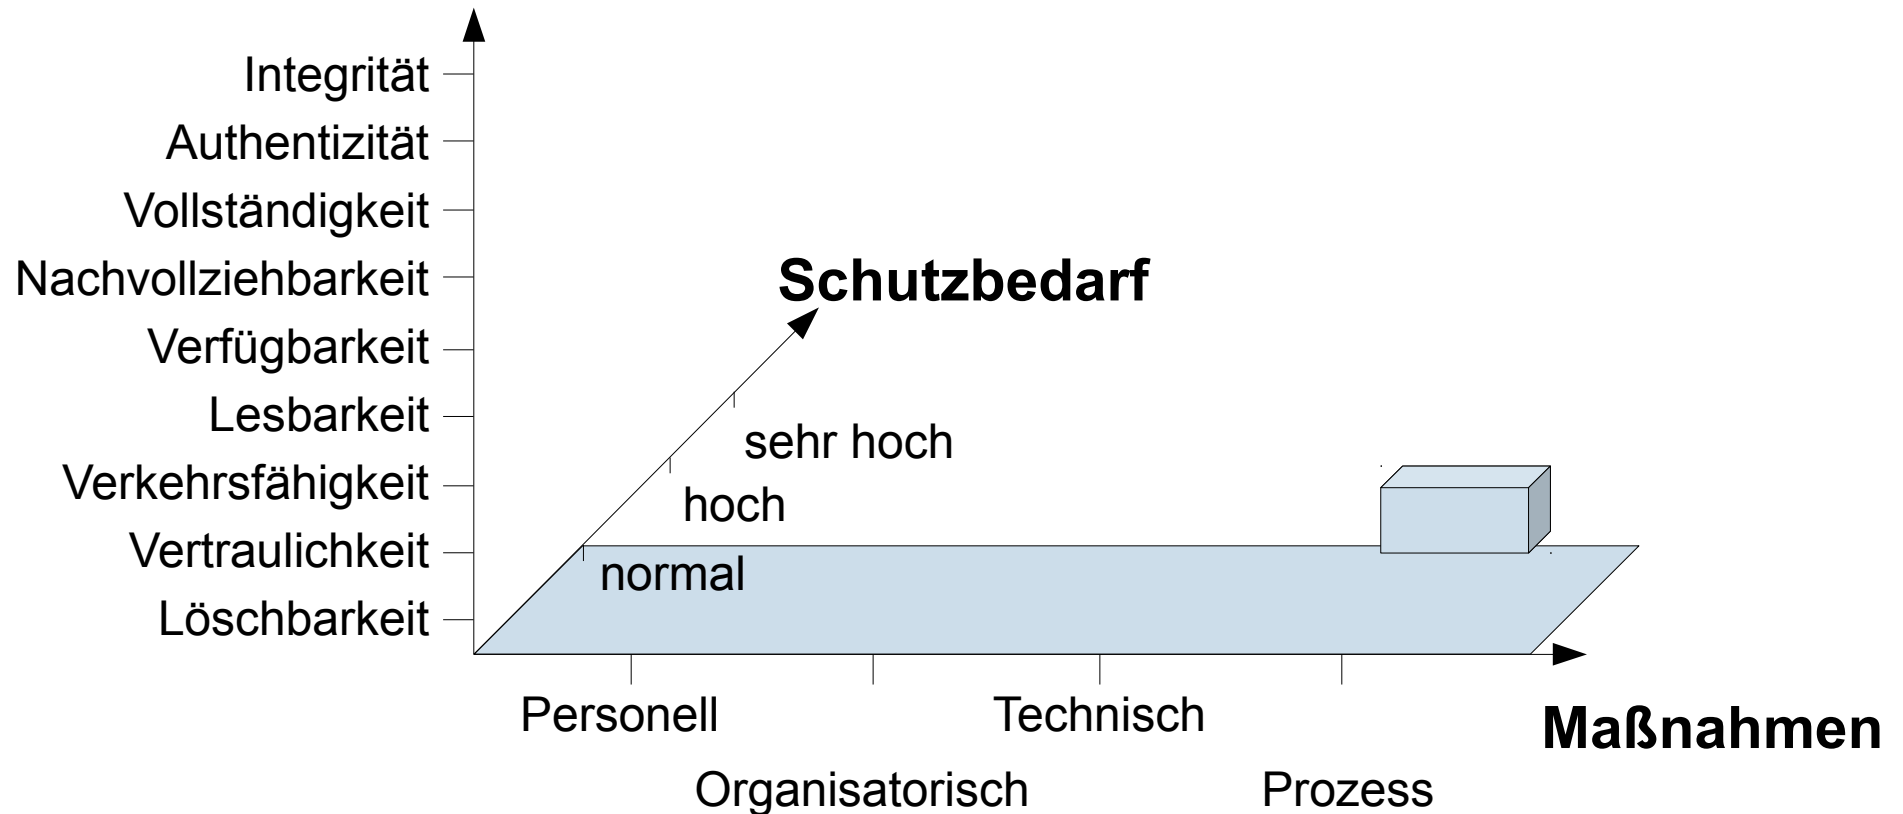 Integrität
Authentizität
Vollständigkeit
Nachvollziehbarkeit
Schutzbedarf
Verfügbarkeit
Lesbarkeit
sehr hoch
Verkehrsfähigkeit
hoch
Vertraulichkeit
normal
Löschbarkeit
Personell
Technisch
Maßnahmen
Organisatorisch
Prozess